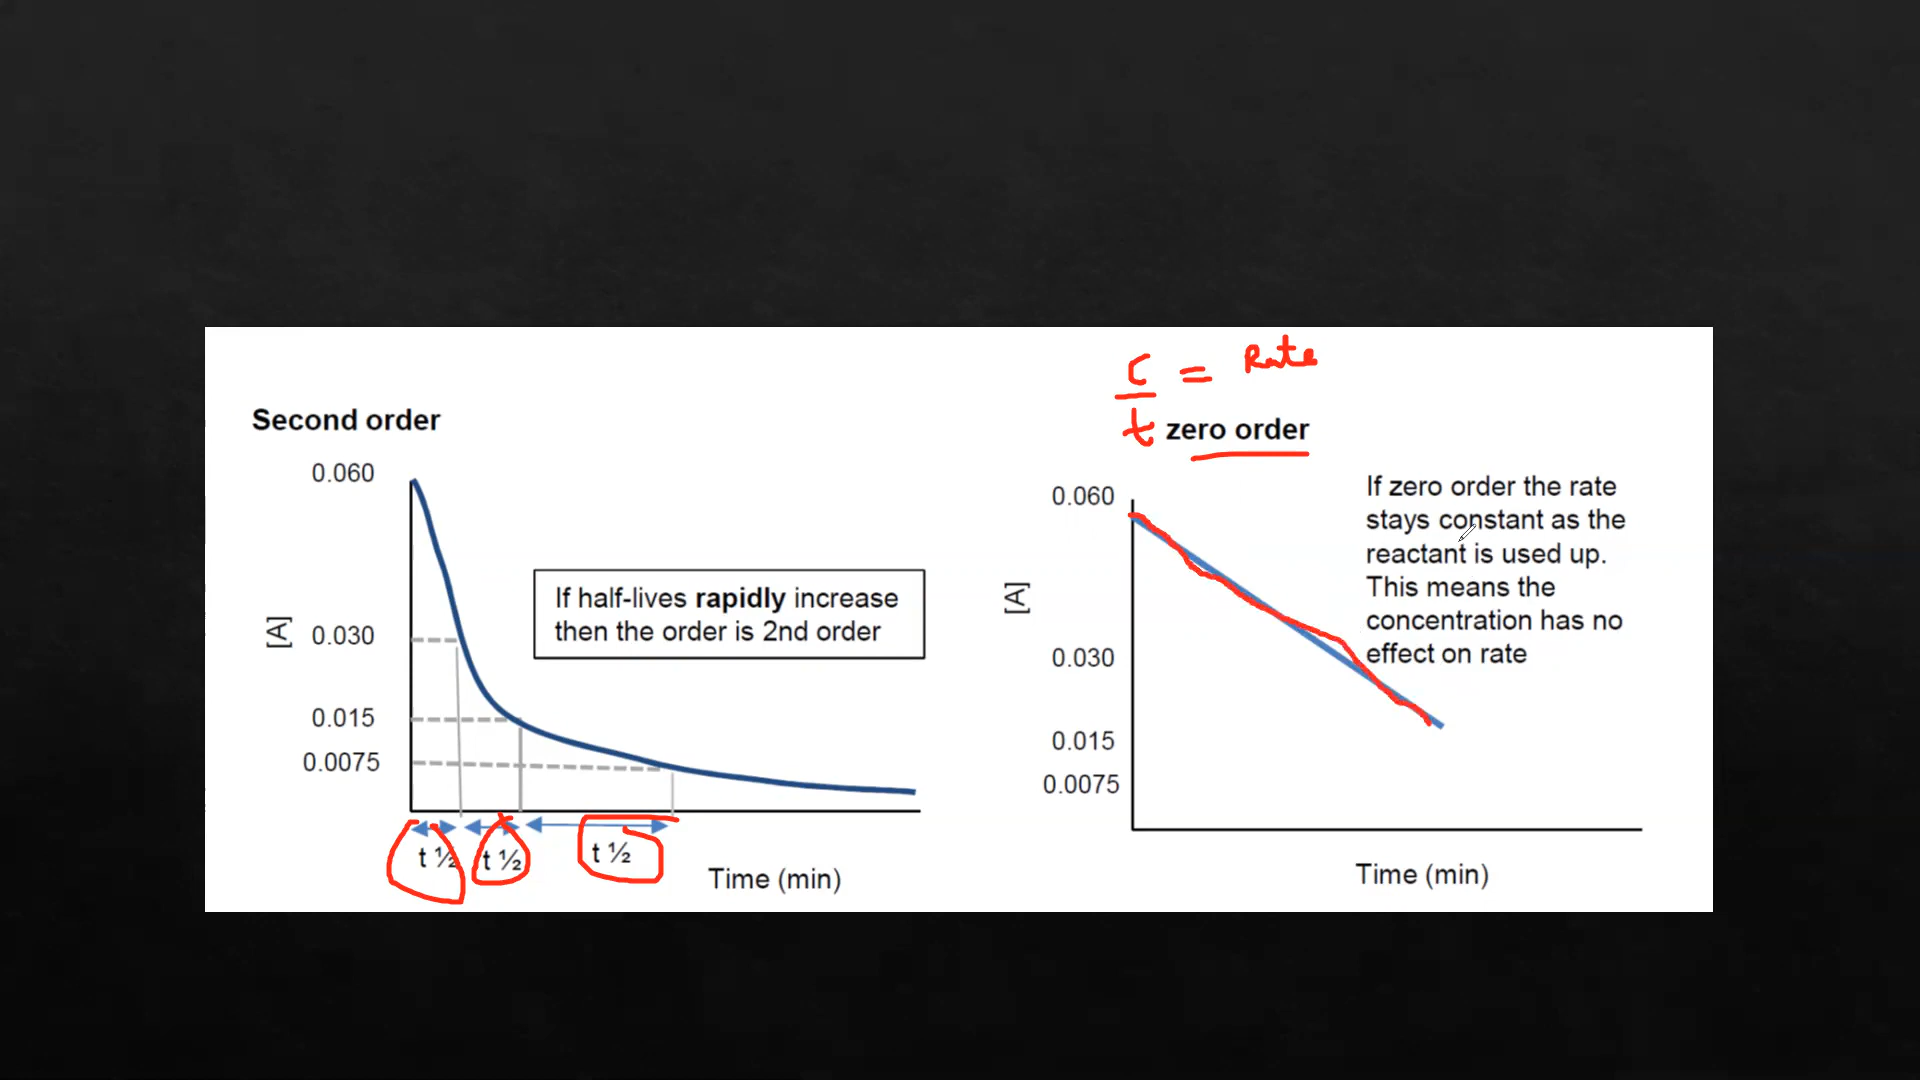 Second order
0.060
0.030
0.015
0.0075
[A]
If half-lives rapidly increase
then the order is 2nd order
t ½
t ½
t ½
Time (min)
c/t = Rate
zero order
0.060
0.030
0.015
0.0075
[A]
If zero order the rate
stays constant as the
reactant is used up.
This means the
concentration has no
effect on rate
Time (min)